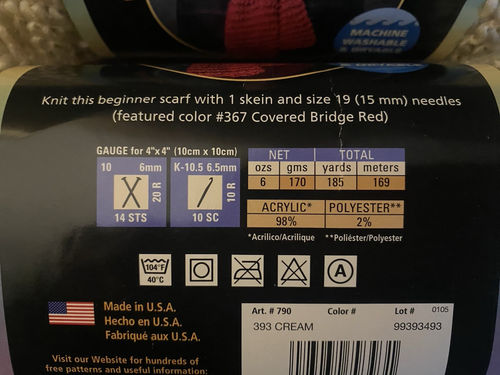 MACHINE
WASHABLE
& DRYABLE
Knit this beginner scarf with 1 skein and size 19 (15 mm) needles
(featured color #367 Covered Bridge Red)
GAUGE for 4"x 4" (10cm x 10cm)
10 6mm
20 R
14 STS
K-10.5 6.5mm
10 R
10 SC
NET TOTAL
ozs gms yards meters
6 170 185 169
ACRYLIC* POLYESTER**
98% 2%
*Acrílico/Acrilique **Poliéster/Polyester
104°F
40°C
A
Made in U.S.A.
Hecho en U.S.A.
Fabriqué aux U.S.A.
Visit our Website for hundreds of
free patterns and useful information:
Art. # 790 Color # Lot # 0105
393 CREAM 99393493